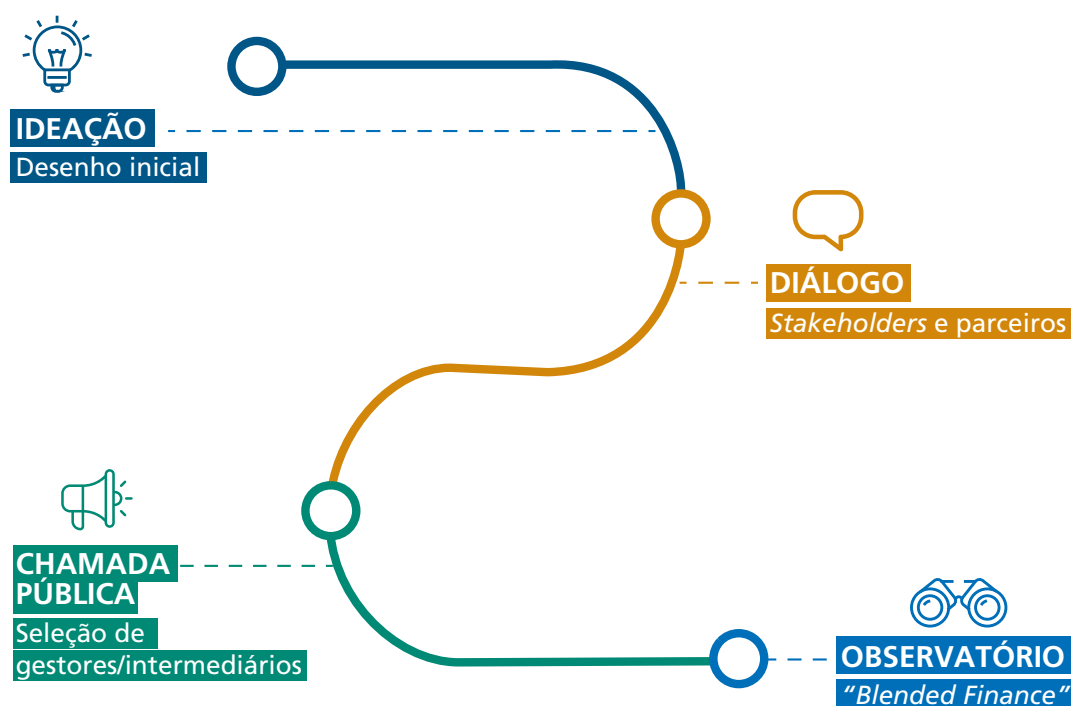 IDEAÇÃO
Desenho inicial
DIÁLOGO
Stakeholders e parceiros
CHAMADA
PÚBLICA
Seleção de
gestores/intermediários
OBSERVATÓRIO
“Blended Finance”